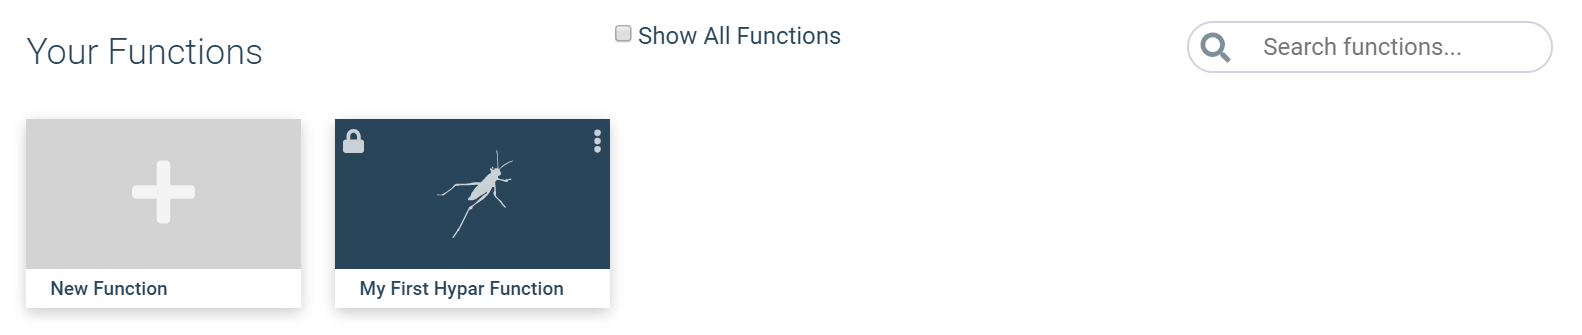 Your Functions
Show All Functions
Search functions...
New Function
My First Hypar Function